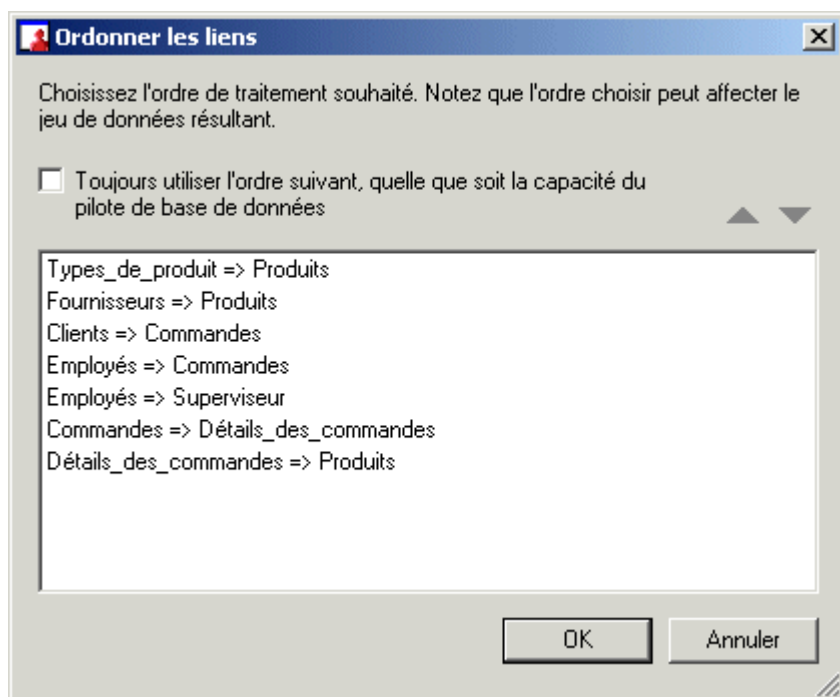 Ordonner les liens
Choisissez l'ordre de traitement souhaité. Notez que l'ordre choisir peut affecter le
jeu de données résultant.
Toujours utiliser l'ordre suivant, quelle que soit la capacité du
pilote de base de données
Types_de_produit => Produits
Fournisseurs => Produits
Clients => Commandes
Employés => Commandes
Employés => Superviseur
Commandes => Détails_des_commandes
Détails_des_commandes => Produits
OK
Annuler